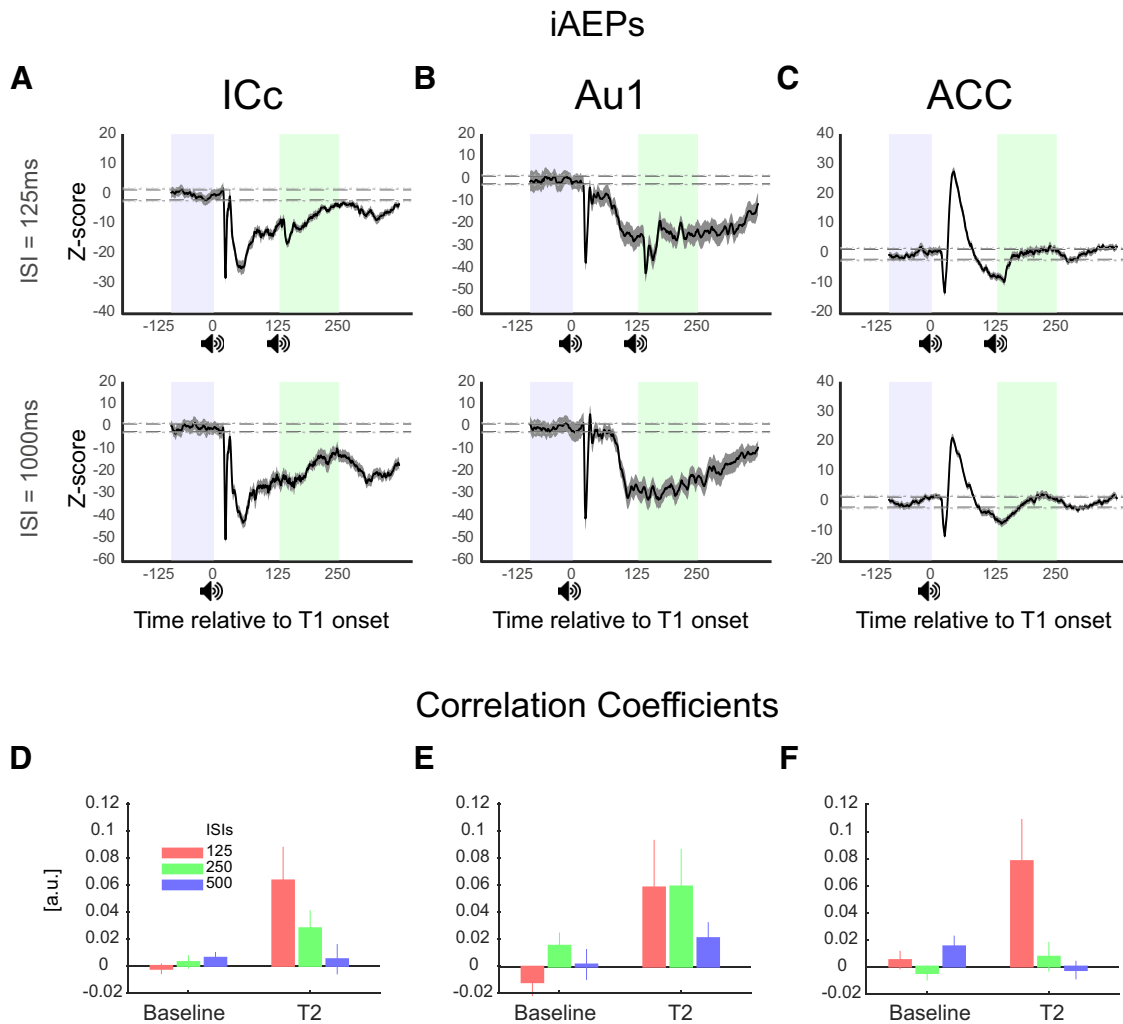 iAEPs
A
ICc
B
Au1
C
ACC
ISI = 125ms
Z-score
20
10
0
-10
-20
-30
-40
-125 0 125 250
20
10
0
-10
-20
-30
-40
-50
-60
-125 0 125 250
40
30
20
10
0
-10
-20
-125 0 125 250
ISI = 1000ms
Z-score
20
10
0
-10
-20
-30
-40
-50
-60
-125 0 125 250
Time relative to T1 onset
20
10
0
-10
-20
-30
-40
-50
-60
-125 0 125 250
Time relative to T1 onset
40
30
20
10
0
-10
-20
-125 0 125 250
Time relative to T1 onset
Correlation Coefficients
D
[a.u.]
0.12
0.1
0.08
0.06
0.04
0.02
0
-0.02
ISIs
125
250
500
Baseline T2
E
0.12
0.1
0.08
0.06
0.04
0.02
0
-0.02
Baseline T2
F
0.12
0.1
0.08
0.06
0.04
0.02
0
-0.02
Baseline T2